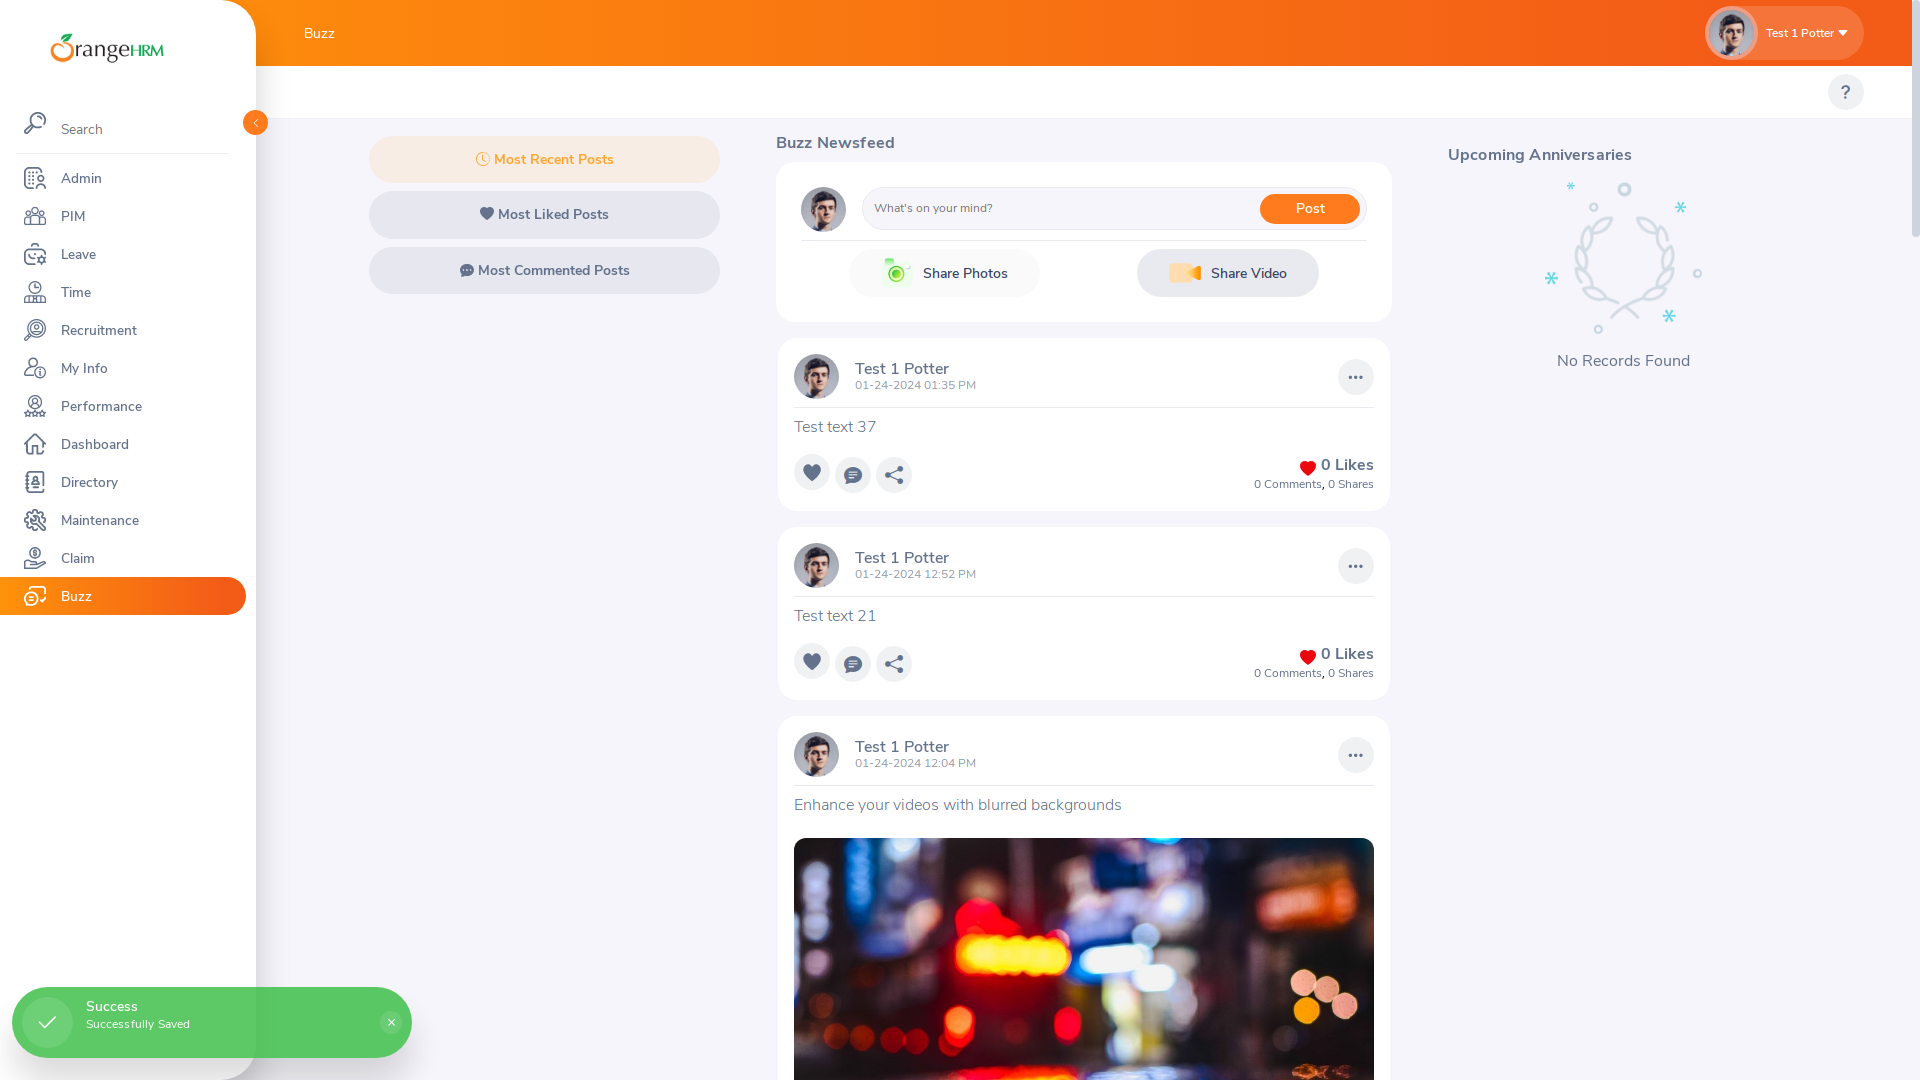 OrangeHRM
Search
Admin
PIM
Leave
Time
Recruitment
My Info
Performance
Dashboard
Directory
Maintenance
Claim
Buzz
Buzz
Test 1 Potter
?
Most Recent Posts
Most Liked Posts
Most Commented Posts
Buzz Newsfeed
What's on your mind?
Post
Share Photos
Share Video
Test 1 Potter
01-24-2024 01:35 PM
Test text 37
0 Likes
0 Comments, 0 Shares
Test 1 Potter
01-24-2024 12:52 PM
Test text 21
0 Likes
0 Comments, 0 Shares
Test 1 Potter
01-24-2024 12:04 PM
Enhance your videos with blurred backgrounds
Upcoming Anniversaries
No Records Found
Success
Successfully Saved